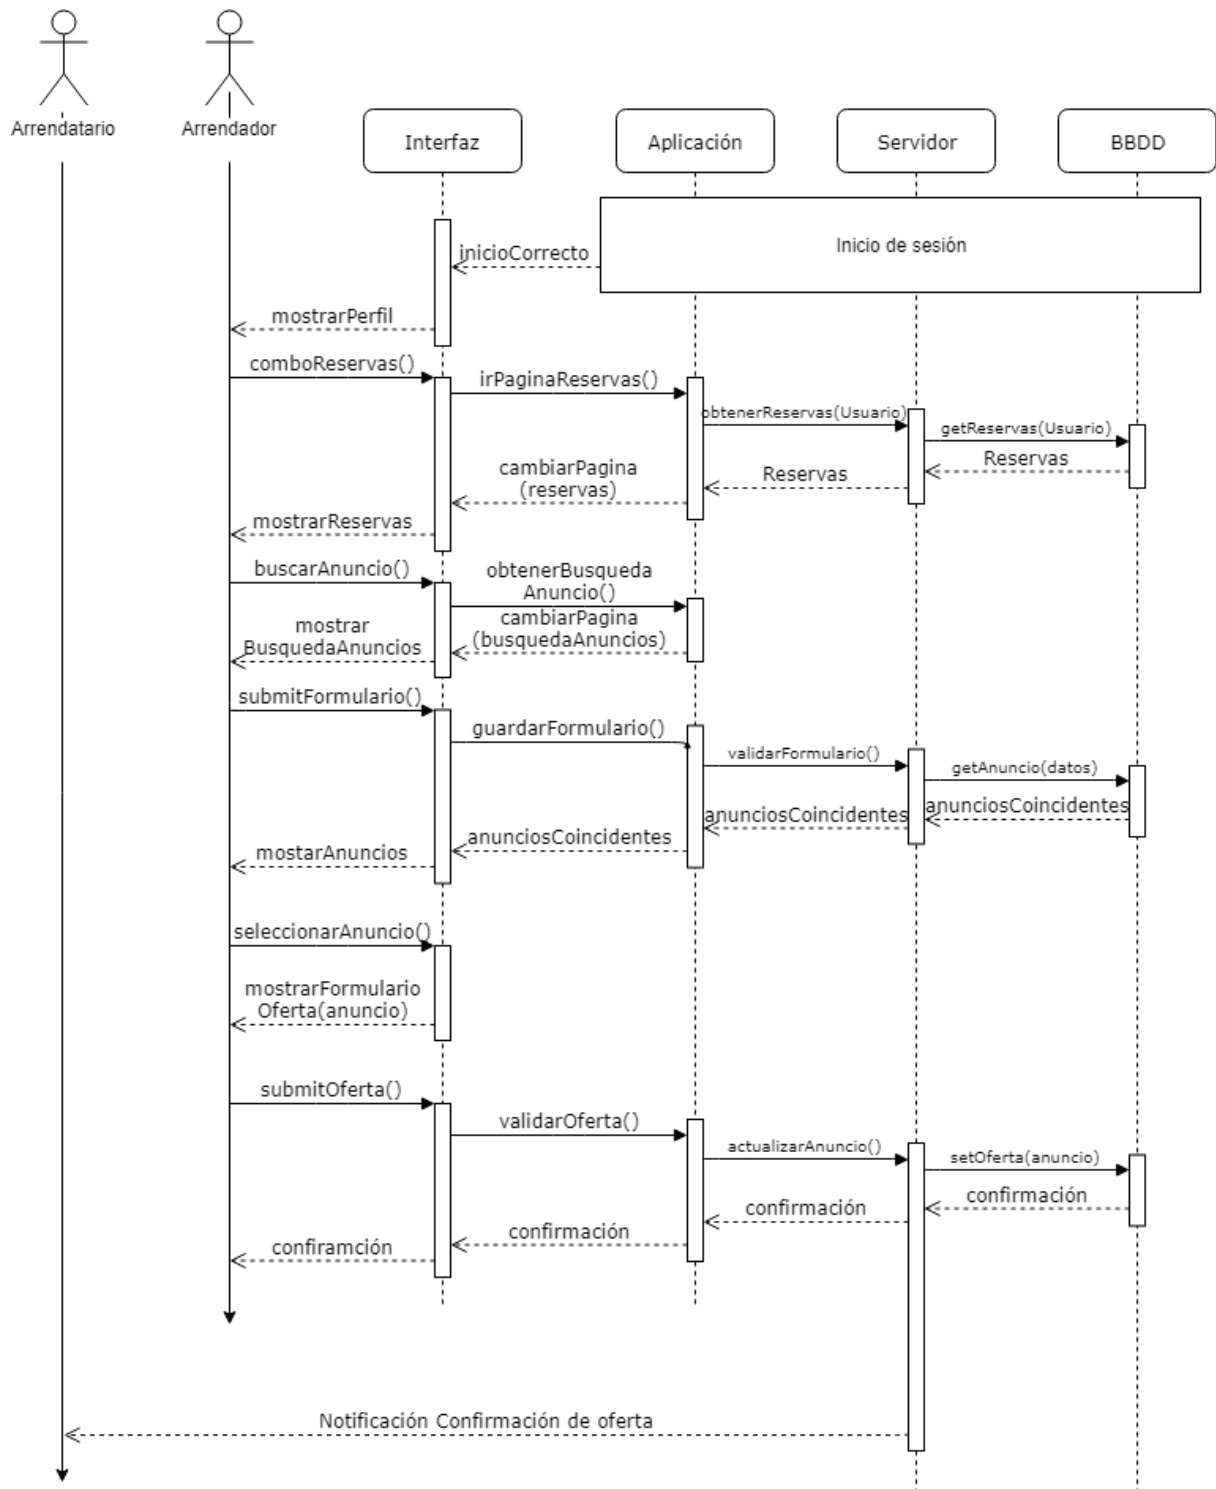 Arrendatario
Arrendador
Interfaz
Aplicación
Servidor
BBDD
Inicio de sesión
inicioCorrecto
mostrarPerfil
comboReservas()
irPaginaReservas()
obtenerReservas(Usuario)
getReservas(Usuario)
Reservas
Reservas
cambiarPagina
(reservas)
mostrarReservas
buscarAnuncio()
obtenerBusqueda
Anuncio()
cambiarPagina
(busquedaAnuncios)
mostrar
BusquedaAnuncios
submitFormulario()
guardarFormulario()
validarFormulario()
getAnuncio(datos)
anunciosCoincidentes
anunciosCoincidentes
anunciosCoincidentes
mostarAnuncios
seleccionarAnuncio()
mostrarFormulario
Oferta(anuncio)
submitOferta()
validarOferta()
actualizarAnuncio()
setOferta(anuncio)
confirmación
confirmación
confirmación
confiramción
Notificación Confirmación de oferta